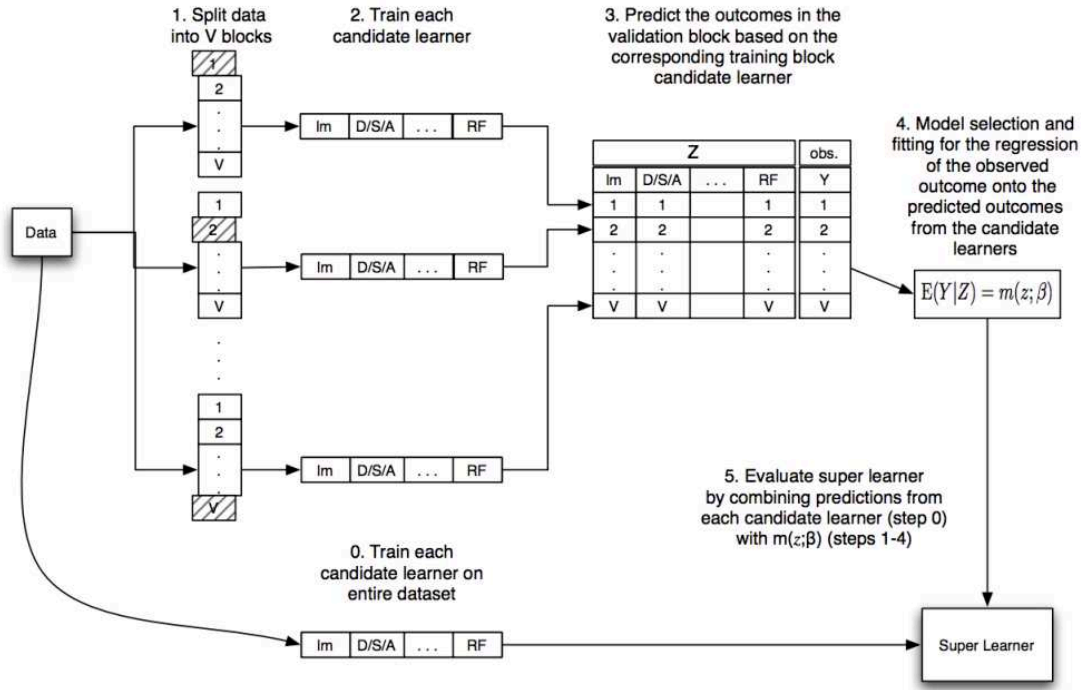 1. Split data
into V blocks
2. Train each
candidate learner
3. Predict the outcomes in the
validation block based on the
corresponding training block
candidate learner
4. Model selection and
fitting for the regression
of the observed
outcome onto the
predicted outcomes
from the candidate
learners
Data
1
2
.
.
.
V
lm D/S/A . . . RF
1
2
.
.
.
V
lm D/S/A . . . RF
.
.
.
1
2
.
.
.
V
lm D/S/A . . . RF
Z obs.
lm D/S/A . . . RF Y
1 1 1 1
2 2 2 2
. . . .
. . . .
. . . .
V V V V
E(Y|Z) = m(z; β)
5. Evaluate super learner
by combining predictions from
each candidate learner (step 0)
with m(z;β) (steps 1-4)
0. Train each
candidate learner on
entire dataset
lm D/S/A . . . RF
Super Learner